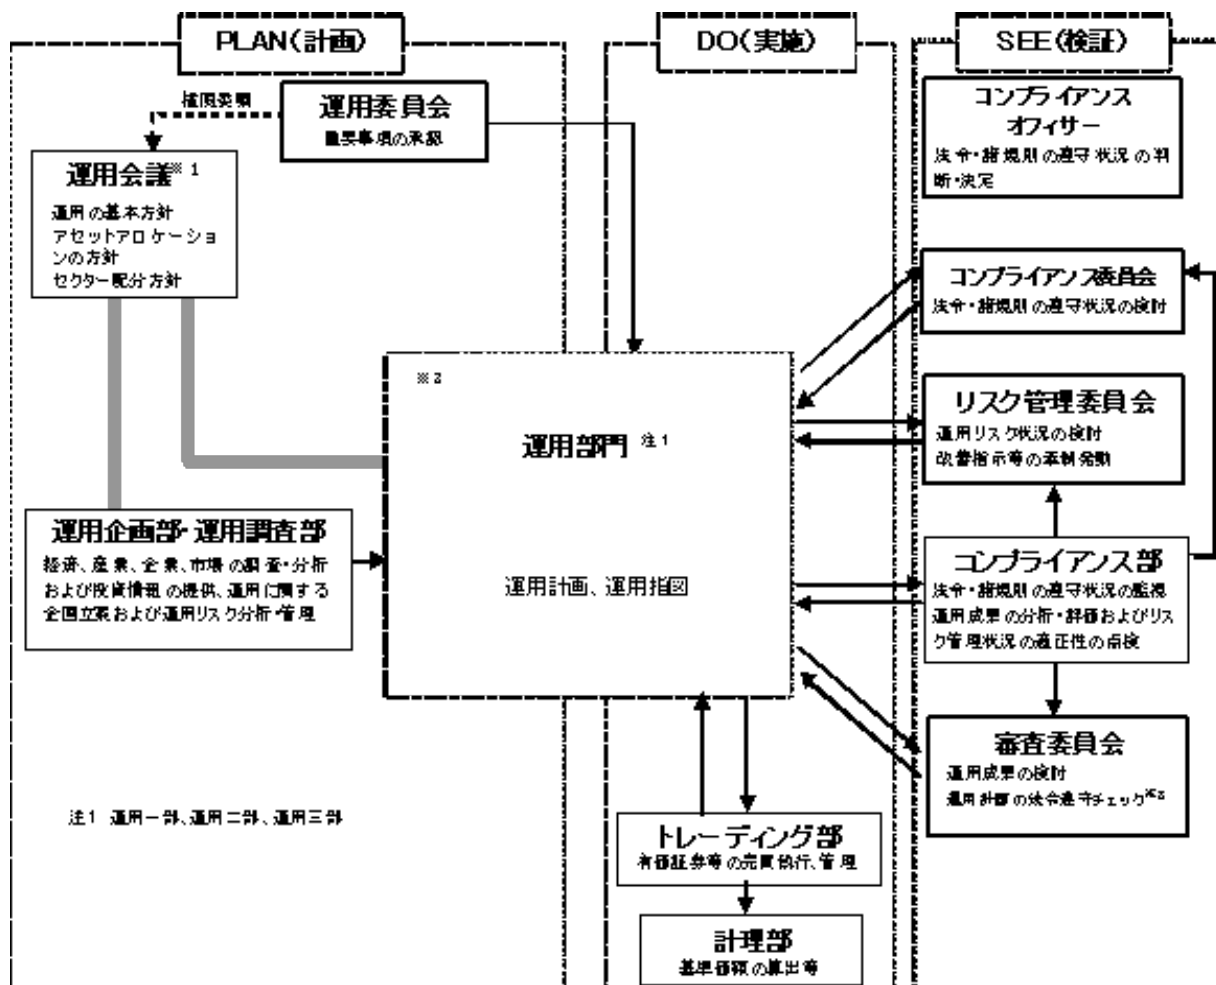 PLAN(計画)
権限委譲
運用委員会
重要事項の承認
運用会議※1
運用の基本方針
アセットアロケーショ
ンの方針
セクター配分方針
運用企画部・運用調査部
経済、産業、企業、市場の調査・分析
および投資情報の提供、運用に関する
企画立案および運用リスク分析・管理
注1 運用一部、運用二部、運用三部
DO(実施)
※2
運用部門 注1
運用計画、運用指図
トレーディング部
有価証券等の売買執行、管理
計理部
基準価額の算出等
SEE(検証)
コンプライアンス
オフィサー
法令・諸規則の遵守状況の判
断・決定
コンプライアンス委員会
法令・諸規則の遵守状況の検討
リスク管理委員会
運用リスク状況の検討
改善指示等の牽制発動
コンプライアンス部
法令・諸規則の遵守状況の監視
運用成果の分析・評価およびリス
ク管理状況の適正性の点検
審査委員会
運用成果の検討
運用計画の法令遵守チェック※2